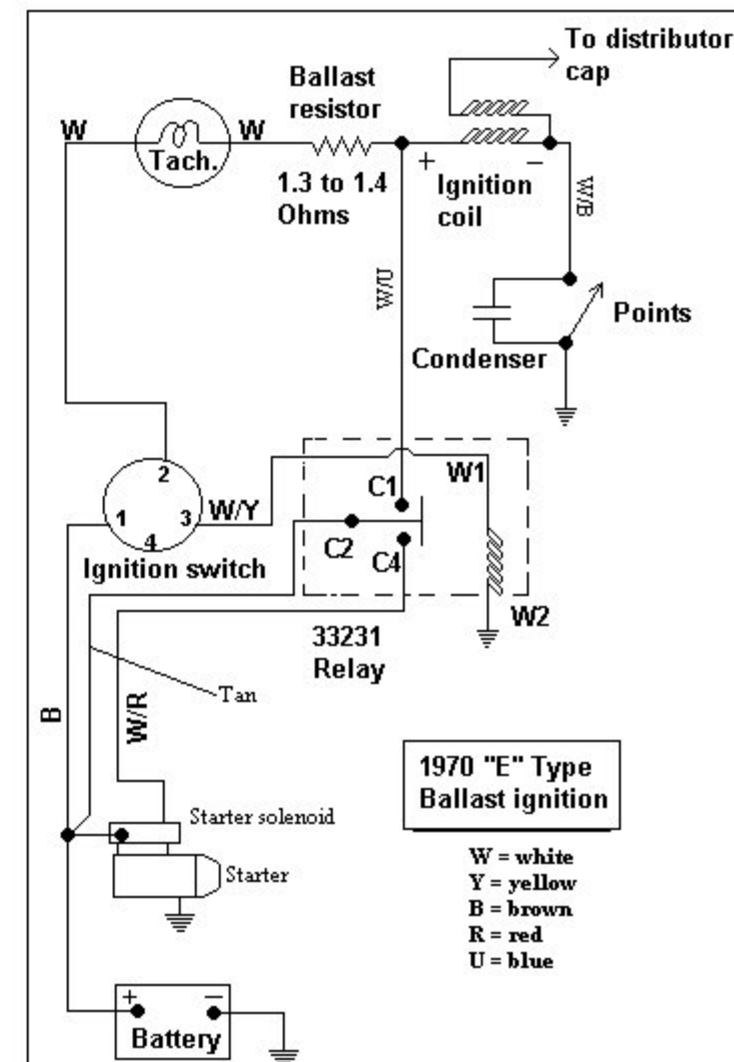 To distributor
cap
Ballast
resistor
W
W
Tach.
+
−
1.3 to 1.4
Ohms
Ignition
coil
W/B
W/U
Points
Condenser
2
1
3
4
W/Y
Ignition switch
C1
W1
C2
C4
W2
33231
Relay
Tan
B
W/R
1970 "E" Type
Ballast ignition
Starter solenoid
Starter
W = white
Y = yellow
B = brown
R = red
U = blue
+
−
Battery